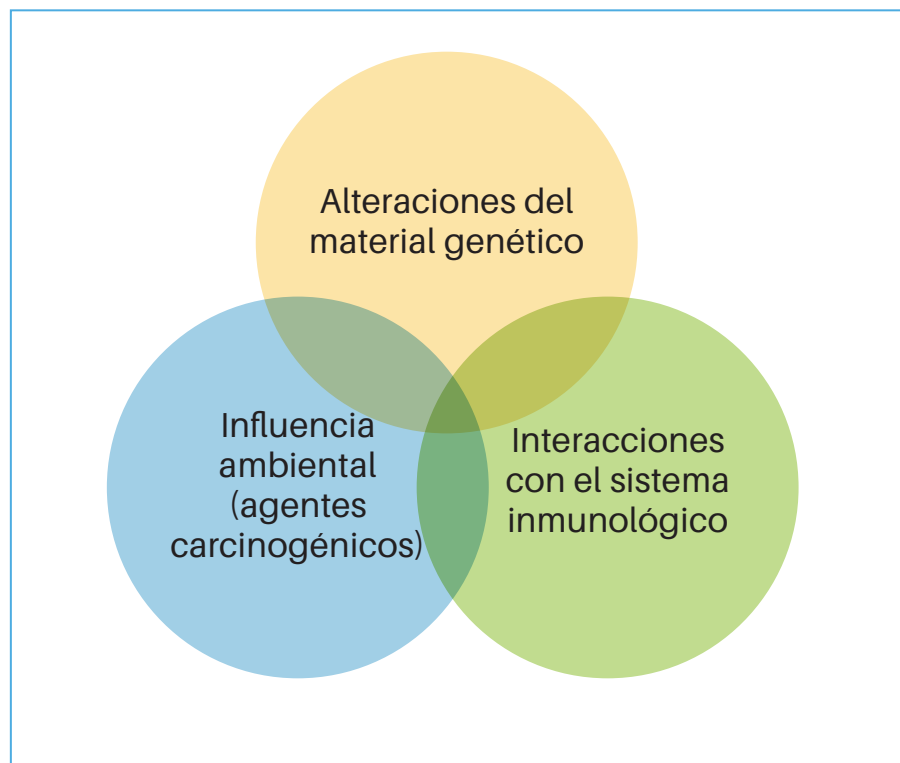 Alteraciones del
material genético
Influencia
ambiental
(agentes
carcinogénicos)
Interacciones
con el sistema
inmunológico